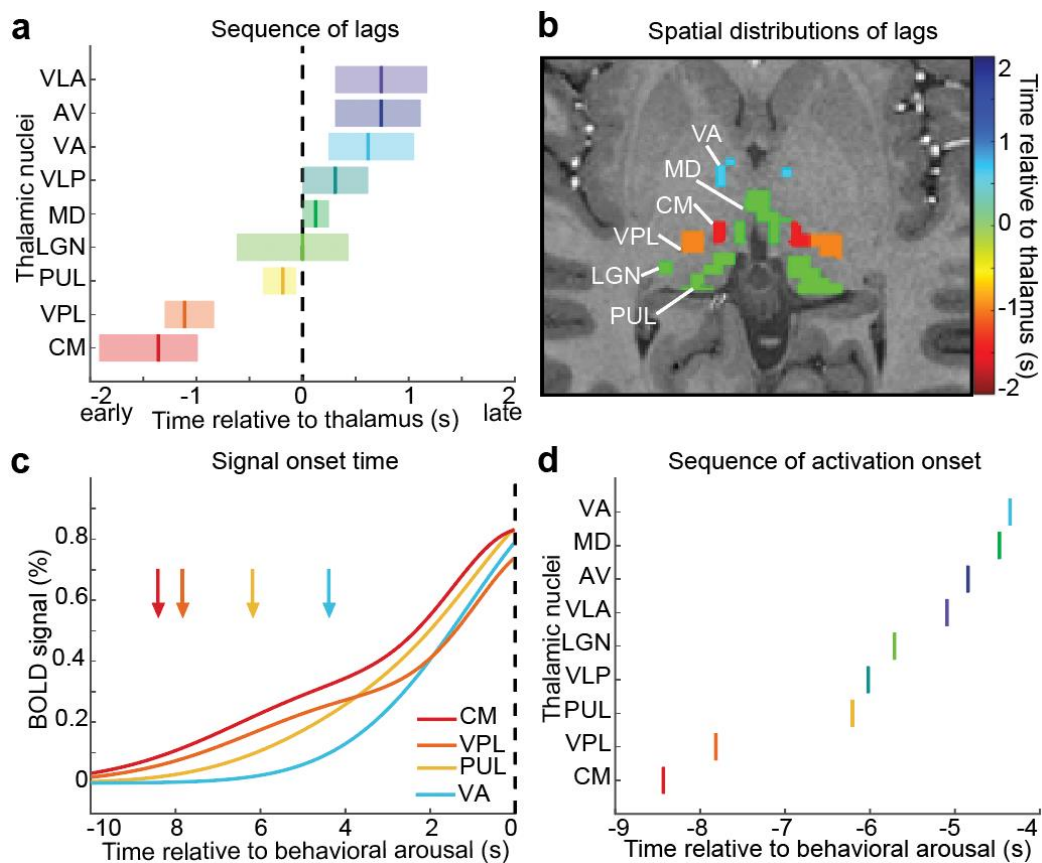 a
Sequence of lags
Thalamic nuclei
VLA
AV
VA
VLP
MD
LGN
PUL
VPL
CM
-2 -1 0 1 2
early Time relative to thalamus (s) late
b
Spatial distributions of lags
VA
MD
CM
VPL
LGN
PUL
2
1
0
-1
-2
Time relative to thalamus (s)
c
Signal onset time
BOLD signal (%)
0.8
0.6
0.4
0.2
0
CM
VPL
PUL
VA
-10 8 6 4 2 0
Time relative to behavioral arousal (s)
d
Sequence of activation onset
Thalamic nuclei
VA
MD
AV
VLA
LGN
VLP
PUL
VPL
CM
-9 -8 -7 -6 -5 -4
Time relative to behavioral arousal (s)